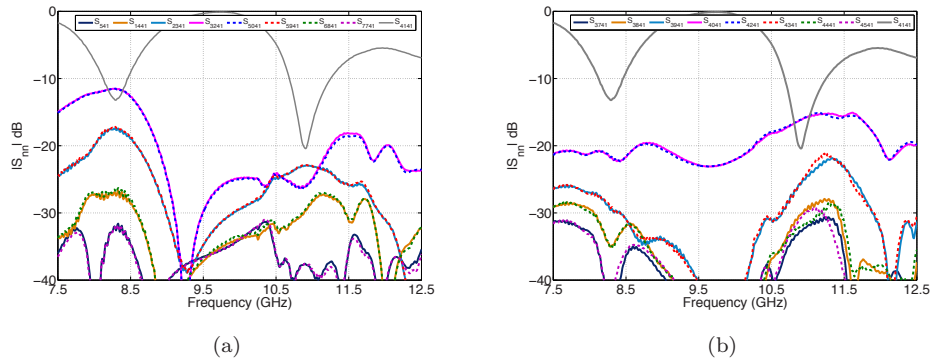 S541 S1441 S2341 S3241 S5041 S5941 S6841 S7741 S4141
0
−10
−20
−30
−40
|Snn| dB
7.5 8.5 9.5 10.5 11.5 12.5
Frequency (GHz)
(a)
S3741 S3841 S3941 S4041 S4241 S4341 S4441 S4541 S4141
0
−10
−20
−30
−40
|Snn| dB
7.5 8.5 9.5 10.5 11.5 12.5
Frequency (GHz)
(b)